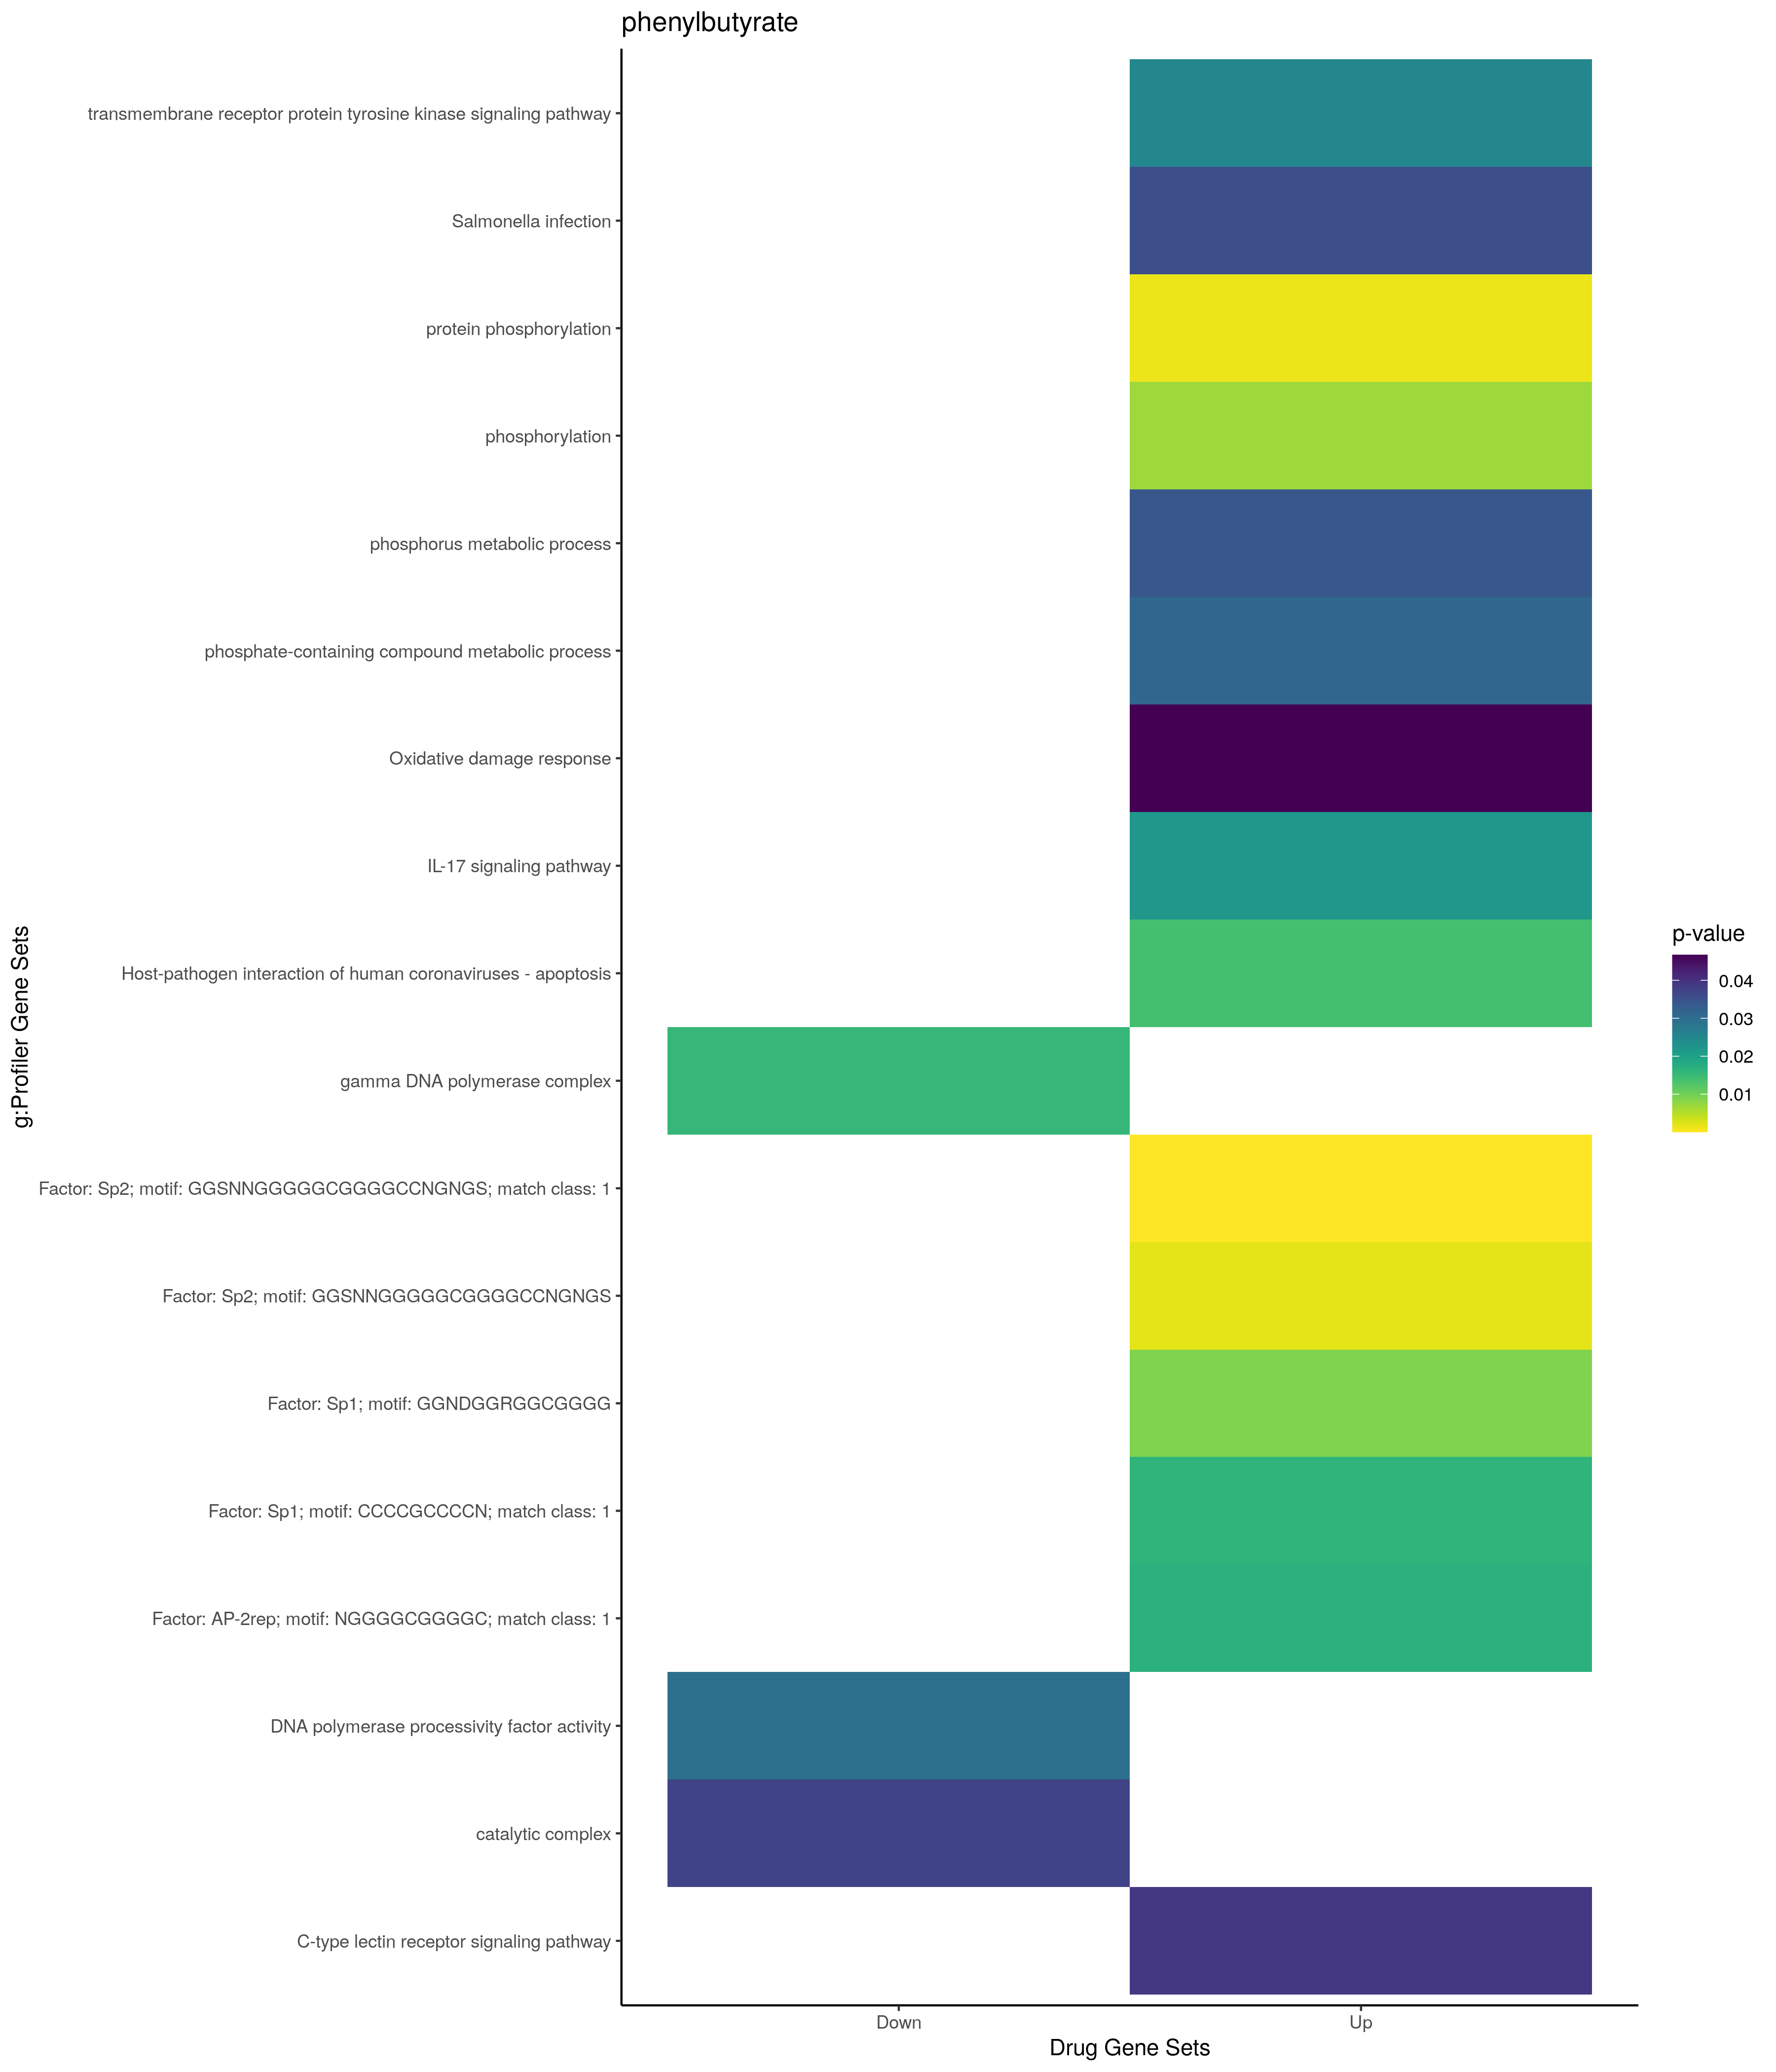 phenylbutyrate
transmembrane receptor protein tyrosine kinase signaling pathway
Salmonella infection
protein phosphorylation
phosphorylation
phosphorus metabolic process
phosphate-containing compound metabolic process
Oxidative damage response
IL-17 signaling pathway
Host-pathogen interaction of human coronaviruses - apoptosis
gamma DNA polymerase complex
Factor: Sp2; motif: GGSNNGGGGGCGGGGCCNGNGS; match class: 1
Factor: Sp2; motif: GGSNNGGGGGCGGGGCCNGNGS
Factor: Sp1; motif: GGNDGGRGGCGGGG
Factor: Sp1; motif: CCCCGCCCCN; match class: 1
Factor: AP-2rep; motif: NGGGGCGGGGC; match class: 1
DNA polymerase processivity factor activity
catalytic complex
C-type lectin receptor signaling pathway
g:Profiler Gene Sets
Down
Up
Drug Gene Sets
p-value
0.04
0.03
0.02
0.01